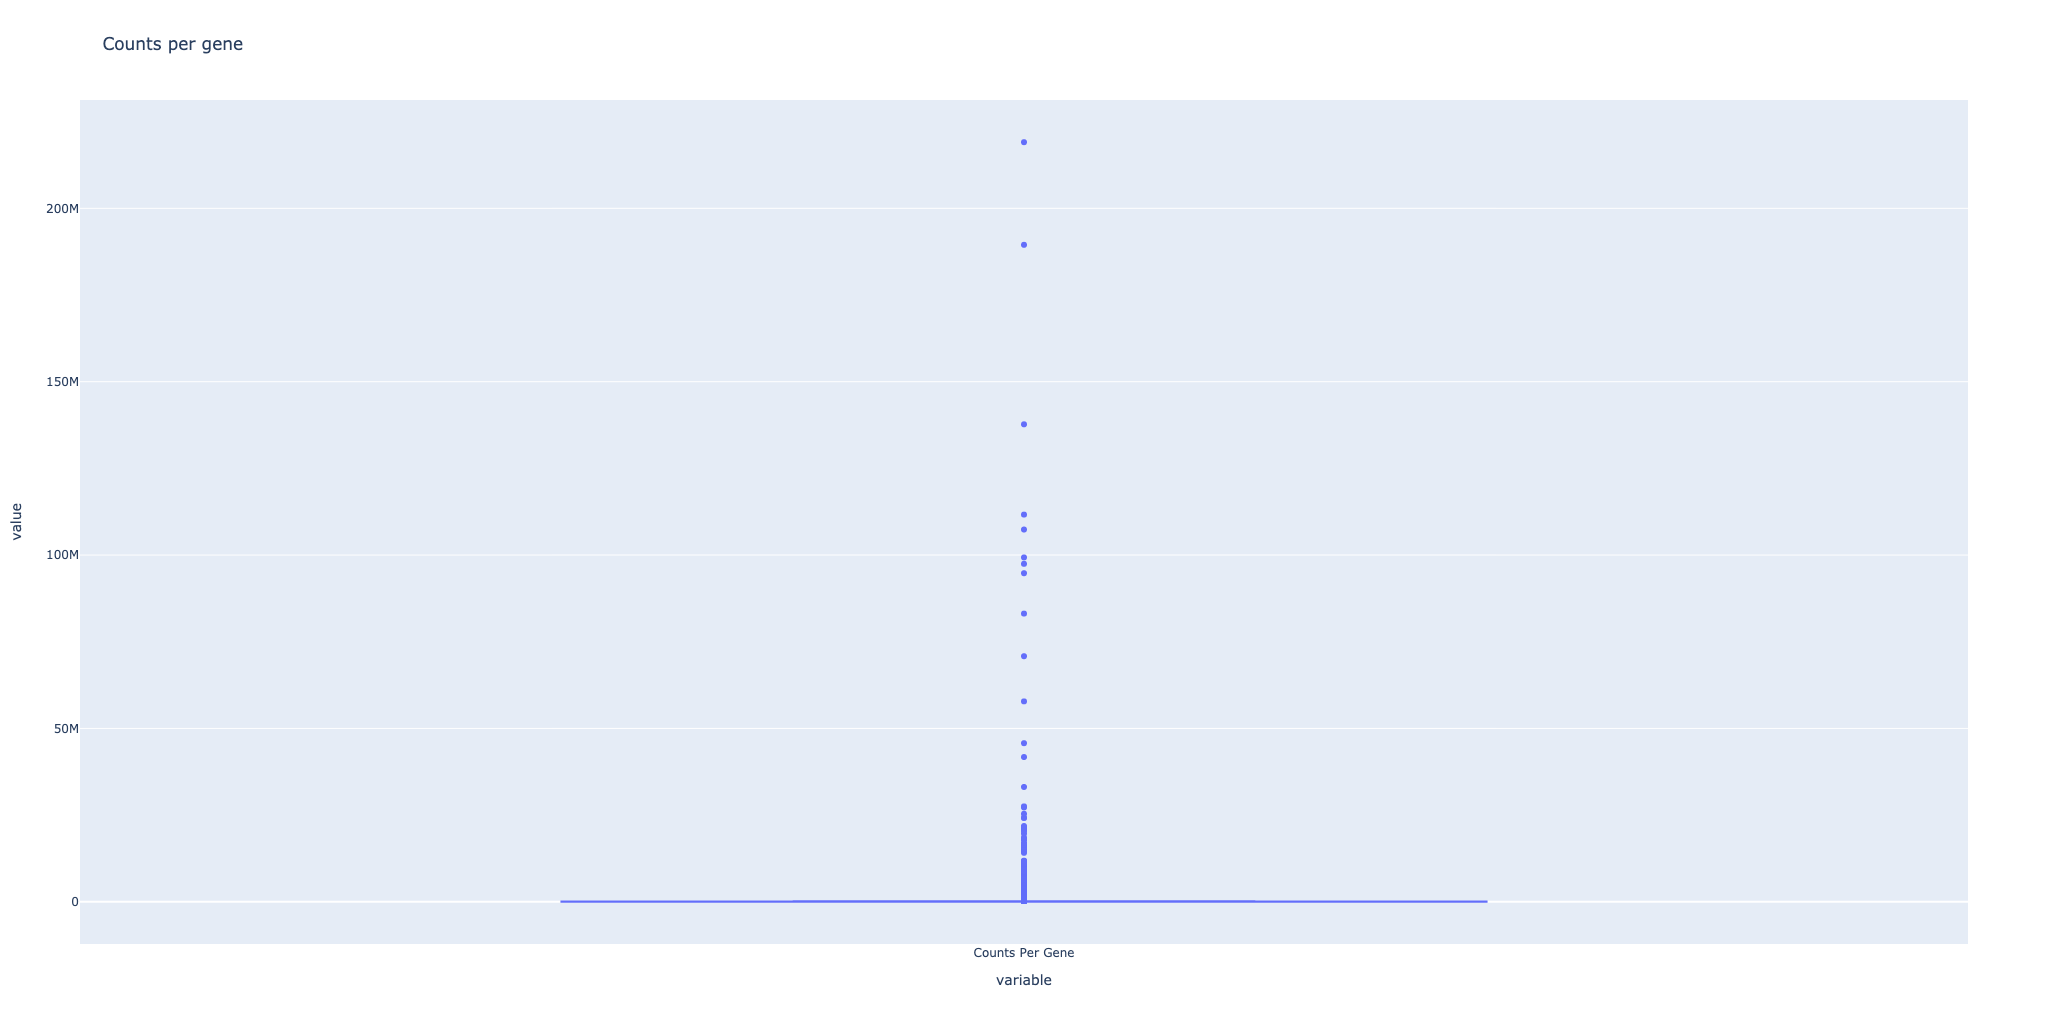 Counts per gene
200M
150M
100M
50M
0
value
Counts Per Gene
variable